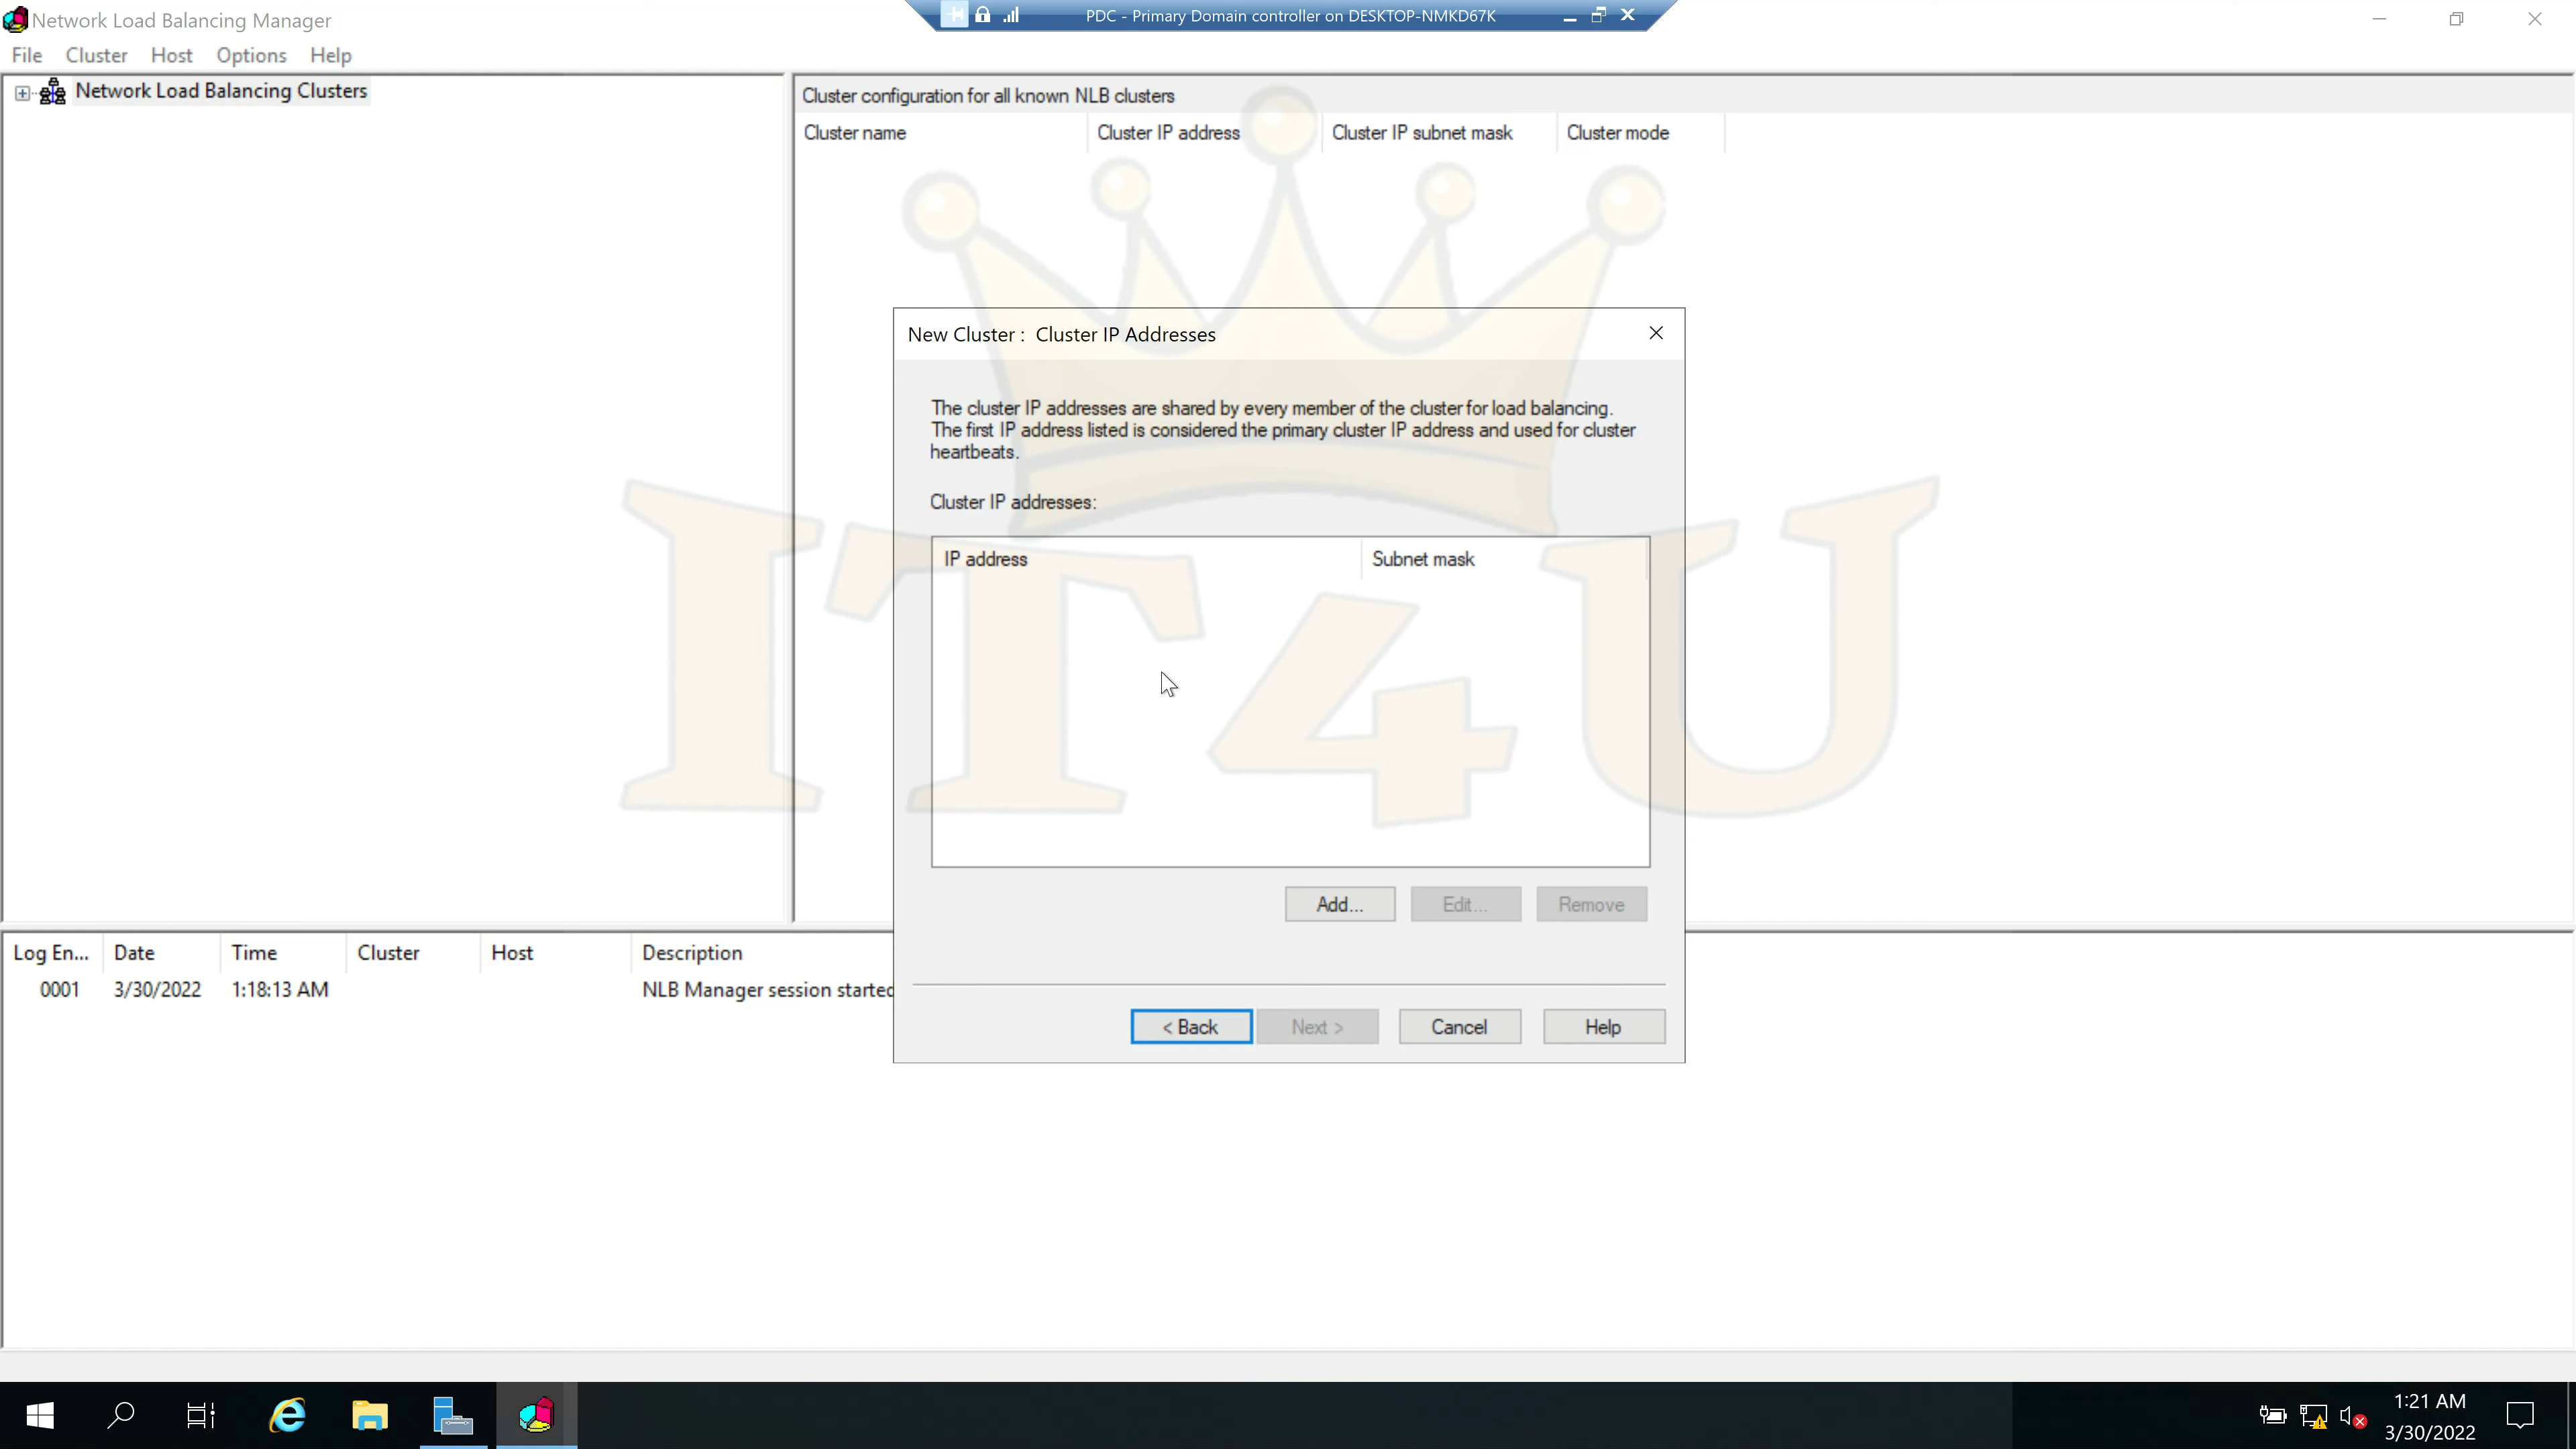 Network Load Balancing Manager
PDC - Primary Domain controller on DESKTOP-NMKD67K
File Cluster Host Options Help
Network Load Balancing Clusters
Cluster configuration for all known NLB clusters
Cluster name Cluster IP address Cluster IP subnet mask Cluster mode
New Cluster : Cluster IP Addresses
The cluster IP addresses are shared by every member of the cluster for load balancing.
The first IP address listed is considered the primary cluster IP address and used for cluster
heartbeats.
Cluster IP addresses:
IP address Subnet mask
IT4U
Add... Edit... Remove
Log En... Date Time Cluster Host Description
0001 3/30/2022 1:18:13 AM NLB Manager session started
< Back Next > Cancel Help
1:21 AM
3/30/2022